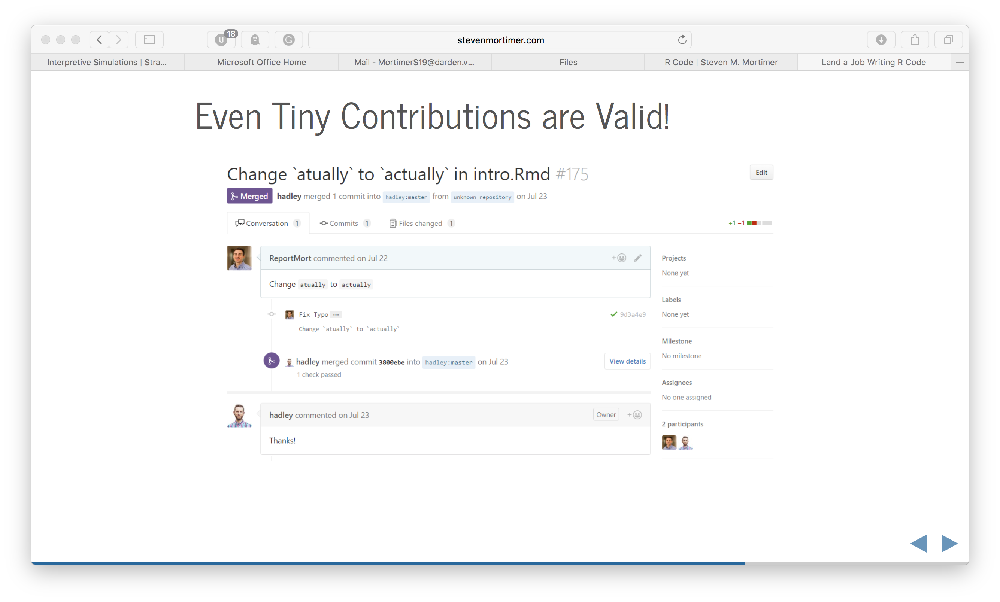 18
U
stevenmortimer.com
Interpretive Simulations | Stra...
Microsoft Office Home
Mail - MortimerS19@darden.v...
Files
R Code | Steven M. Mortimer
Land a Job Writing R Code
Even Tiny Contributions are Valid!
Change `atually` to `actually` in intro.Rmd #175
Edit
Merged hadley merged 1 commit into hadley:master from unknown repository on Jul 23
Conversation 1 Commits 1 Files changed 1
+1 −1
ReportMort commented on Jul 22
Change atually to actually
Fix Typo ...
9d3a4e9
Change `atually` to `actually`
hadley merged commit 3800ebe into hadley:master on Jul 23
View details
1 check passed
hadley commented on Jul 23
Owner
Thanks!
Projects
None yet
Labels
None yet
Milestone
No milestone
Assignees
No one assigned
2 participants